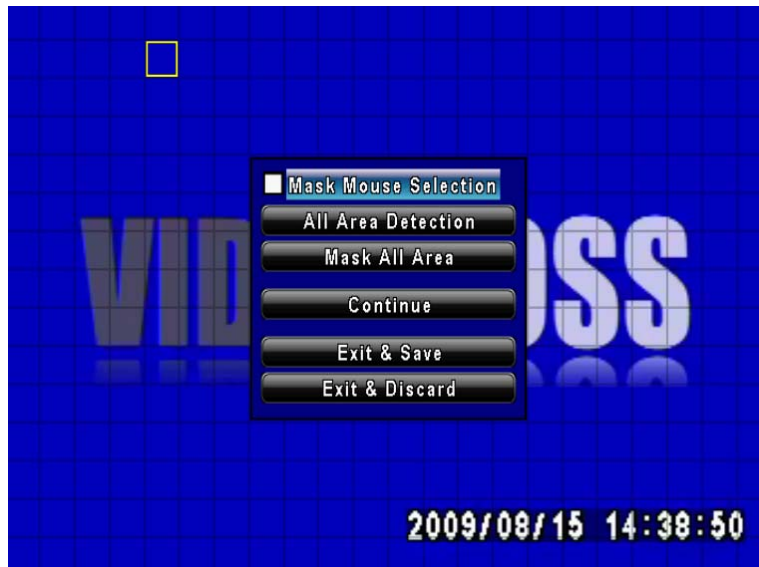 Mask Mouse Selection
All Area Detection
Mask All Area
Continue
Exit & Save
Exit & Discard
2009/08/15 14:38:50